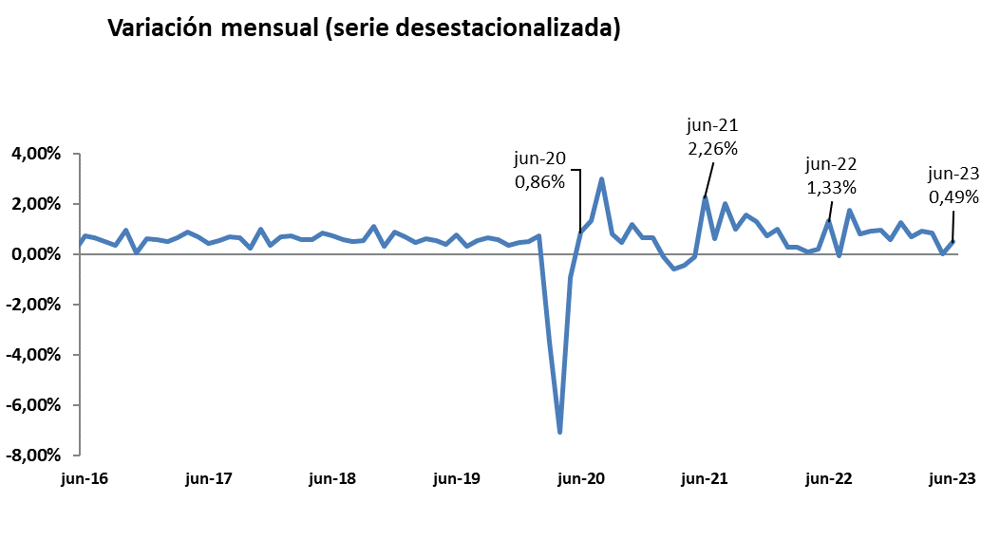 Variación mensual (serie desestacionalizada)
jun-21
2,26%
jun-20
0,86%
jun-22
1,33%
jun-23
0,49%
4,00%
2,00%
0,00%
-2,00%
-4,00%
-6,00%
-8,00%
jun-16 jun-17 jun-18 jun-19 jun-20 jun-21 jun-22 jun-23